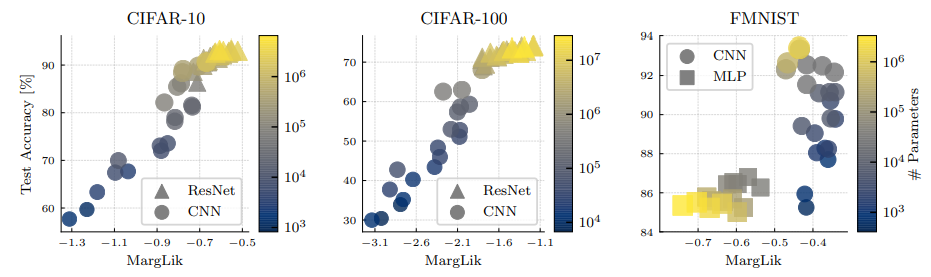 CIFAR-10
Test Accuracy [%]
90
80
70
60
−1.3
−1.1
−0.9
−0.7
−0.5
MargLik
ResNet
CNN
10^6
10^5
10^4
10^3
CIFAR-100
70
60
50
40
30
−3.1
−2.6
−2.1
−1.6
−1.1
MargLik
ResNet
CNN
10^7
10^6
10^5
10^4
FMNIST
94
92
90
88
86
84
−0.7
−0.6
−0.5
−0.4
MargLik
CNN
MLP
10^6
10^5
10^4
10^3
# Parameters